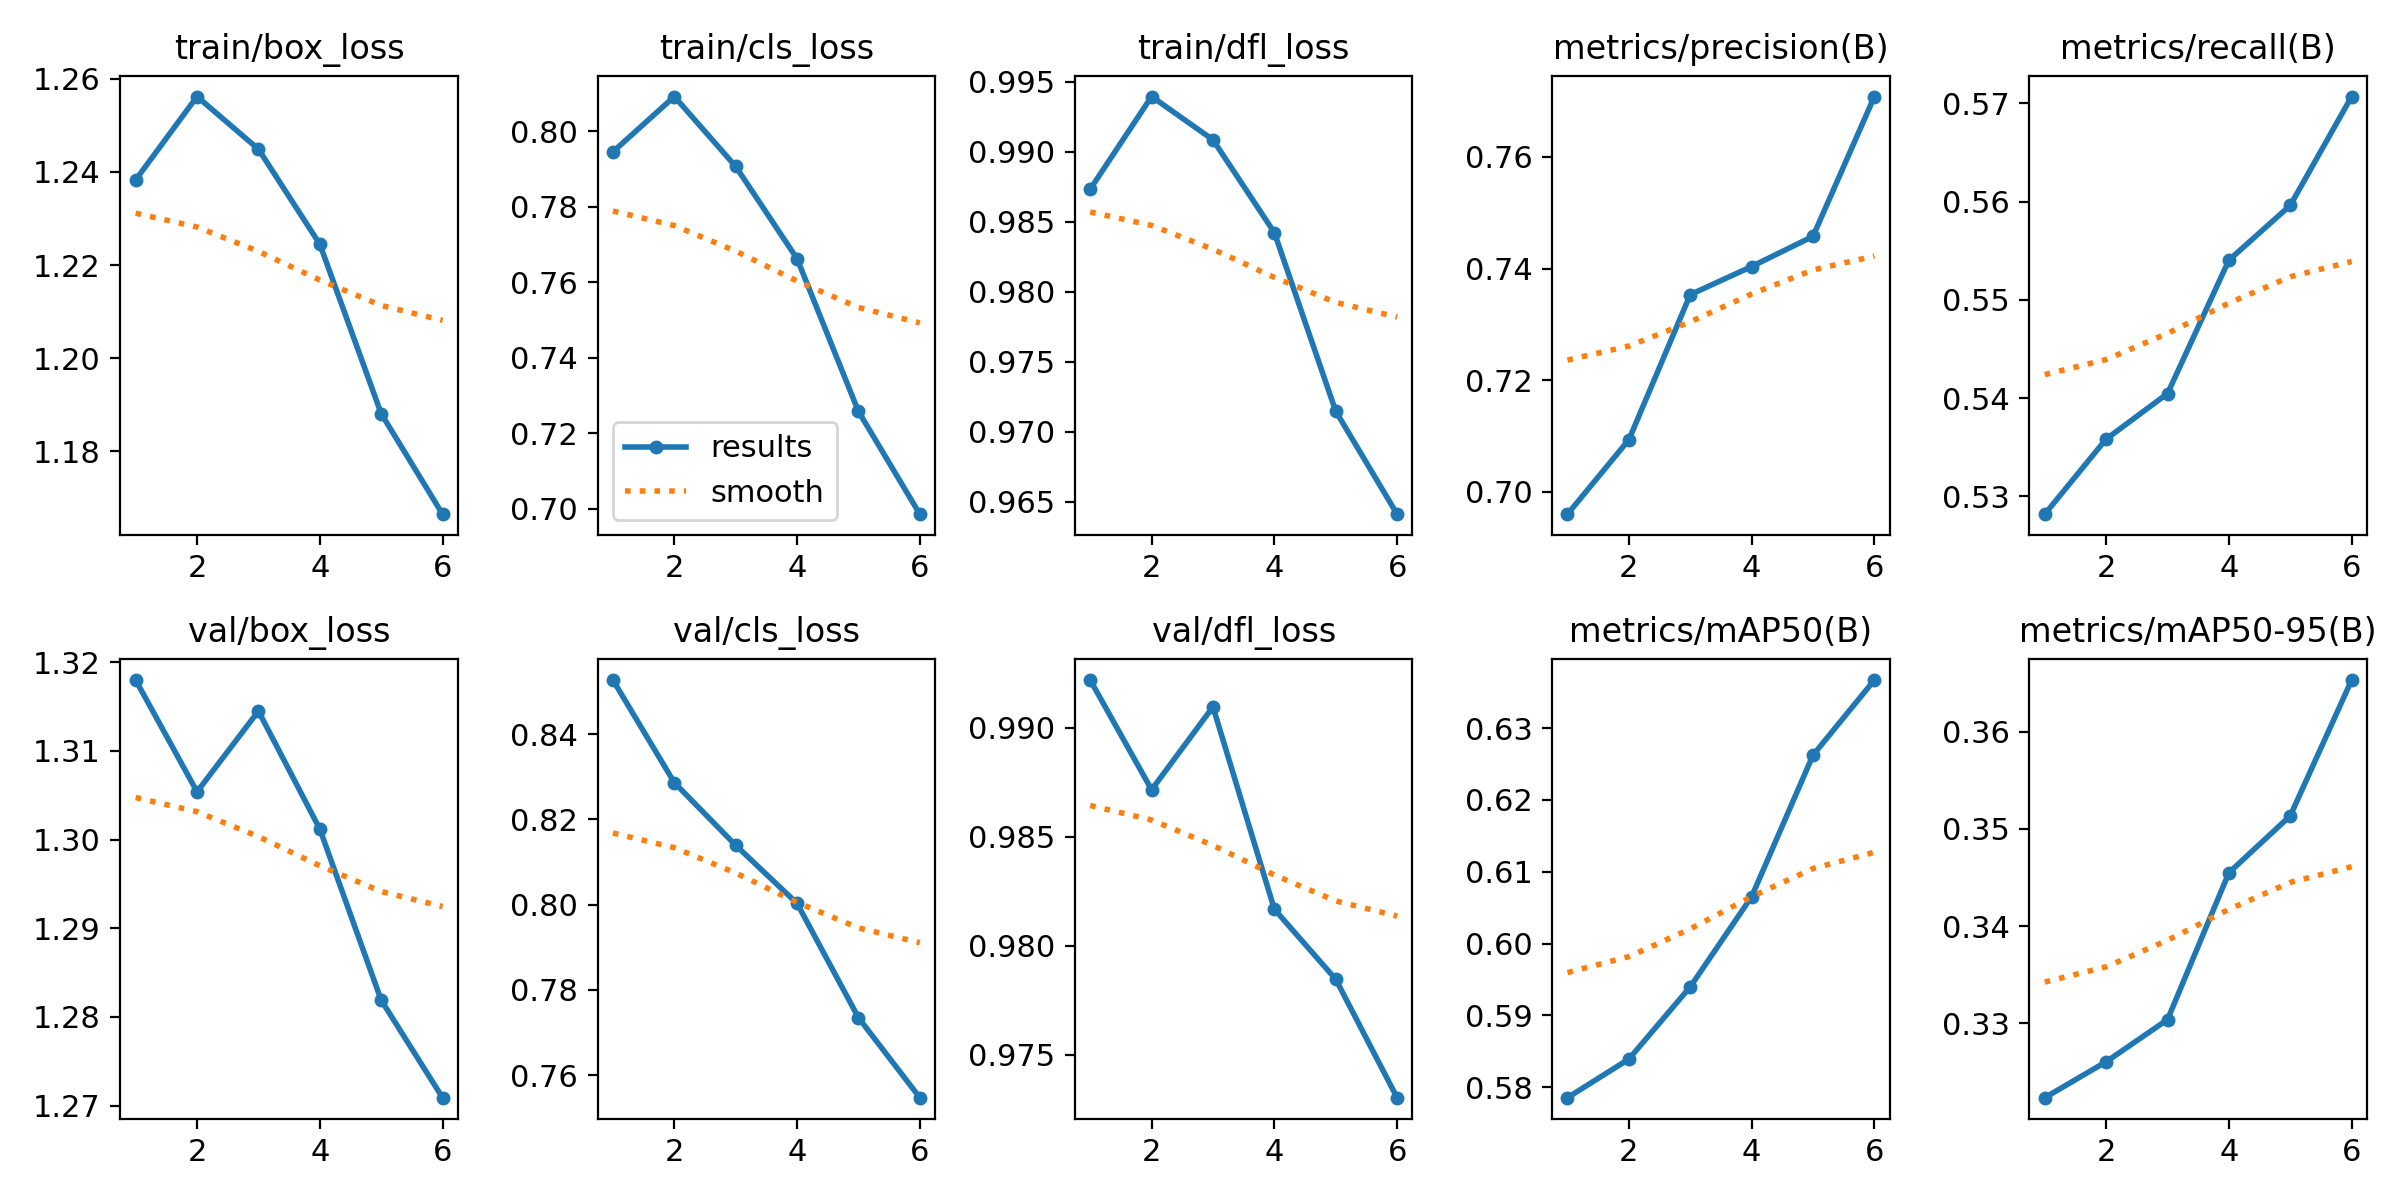 train/box_loss
1.26
1.24
1.22
1.20
1.18
2 4 6
train/cls_loss
0.80
0.78
0.76
0.74
0.72
0.70
results
smooth
2 4 6
train/dfl_loss
0.995
0.990
0.985
0.980
0.975
0.970
0.965
2 4 6
metrics/precision(B)
0.76
0.74
0.72
0.70
2 4 6
metrics/recall(B)
0.57
0.56
0.55
0.54
0.53
2 4 6
val/box_loss
1.32
1.31
1.30
1.29
1.28
1.27
2 4 6
val/cls_loss
0.84
0.82
0.80
0.78
0.76
2 4 6
val/dfl_loss
0.990
0.985
0.980
0.975
2 4 6
metrics/mAP50(B)
0.63
0.62
0.61
0.60
0.59
0.58
2 4 6
metrics/mAP50-95(B)
0.36
0.35
0.34
0.33
2 4 6